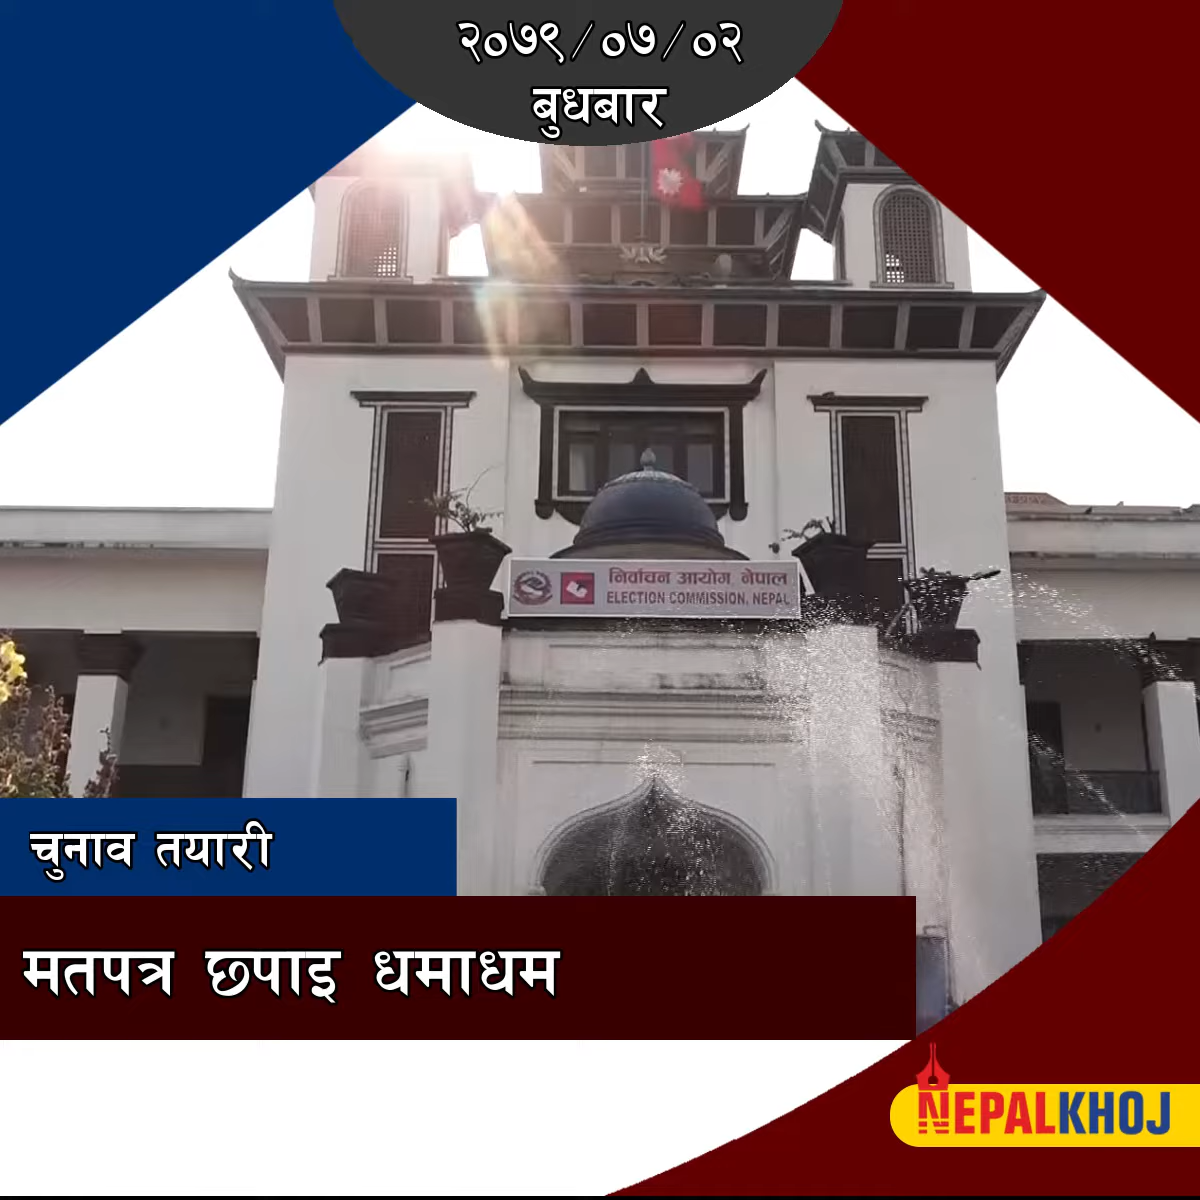 २०७९/०७/०२
बुधबार
निर्वाचन आयोग, नेपाल
ELECTION COMMISSION, NEPAL
चुनाव तयारी
मतपत्र छपाइ धमाधम
NEPALKHOJ